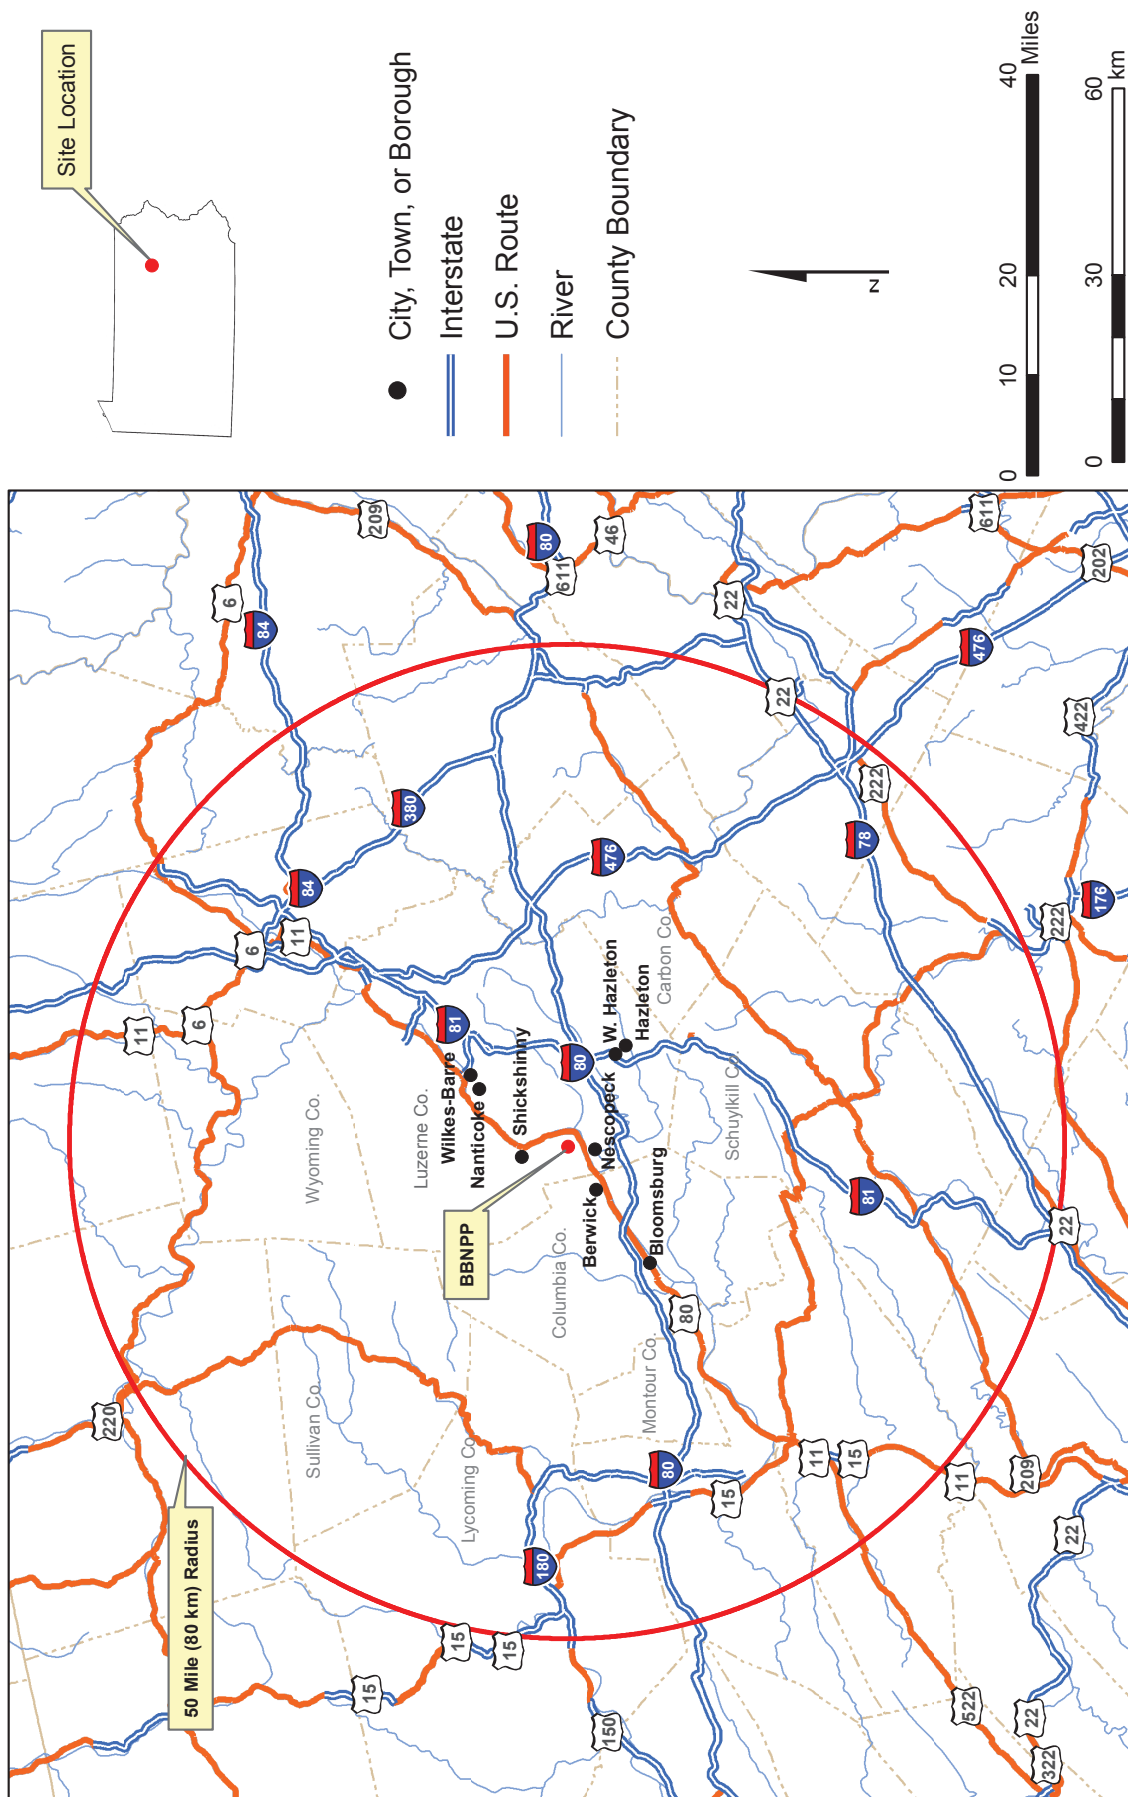 Site Location
City, Town, or Borough
Interstate
U.S. Route
River
County Boundary
N
0
10
20
40
Miles
0
30
60
km
50 Mile (80 km) Radius
BBNPP
Wyoming Co.
Luzerne Co.
Sullivan Co.
Lycoming Co.
Columbia Co.
Montour Co.
Schuylkill Co.
Carbon Co.
Wilkes-Barre
Nanticoke
Shickshinny
Nescopeck
Berwick
Bloomsburg
W. Hazleton
Hazleton
220
15
15
15
150
180
80
15
11
15
11
209
22
22
322
522
80
11
6
6
11
84
81
80
81
22
380
476
78
222
222
176
422
22
22
476
202
611
6
84
209
80
611
46